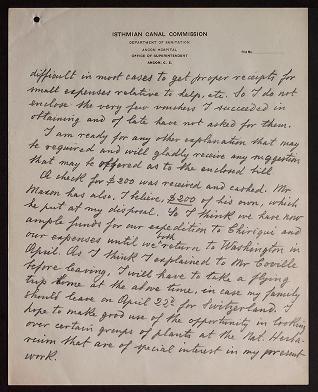 ISTHMIAN CANAL COMMISSION
DEPARTMENT OF SANITATION
ANCON HOSPITAL
OFFICE OF SUPERINTENDENT
ANCON, C. Z.
File No.
difficult in most cases to get proper receipts for
small expenses relative to help, etc. So I do not
enclose the very few vouchers I succeeded in
obtaining and of late have not asked for them.
I am ready for any other explanation that may
be required and will gladly receive any suggestions
that may be offered as to the enclosed bill
A check for $200 was received and cashed. Mr
Maxon has also, I believe, $200 of his own, which
he put at my disposal. So I think we have now
ample funds for our expedition to Chiriqui and
our expenses until we both return to Washington in
April. As I think I explained to Mr Coville
before leaving, I will have to take a flying
trip home at the above time, in case my family
should leave on April 22d for Switzerland. I
hope to make good use of the opportunity in looking
over certain groups of plants at the Nat. Herba-
rium that are of special interest in my present
work.